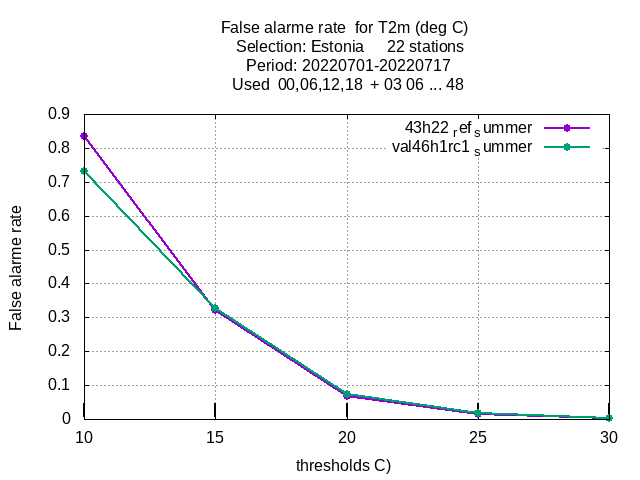 False alarme rate  for T2m (deg C)
Selection: Estonia     22 stations
Period: 20220701-20220717
Used  00,06,12,18  + 03 06 ... 48
43h22 ref summer
val46h1rc1 summer
0.9
0.8
0.7
0.6
0.5
0.4
0.3
0.2
0.1
0
False alarme rate
10 15 20 25 30
thresholds C)